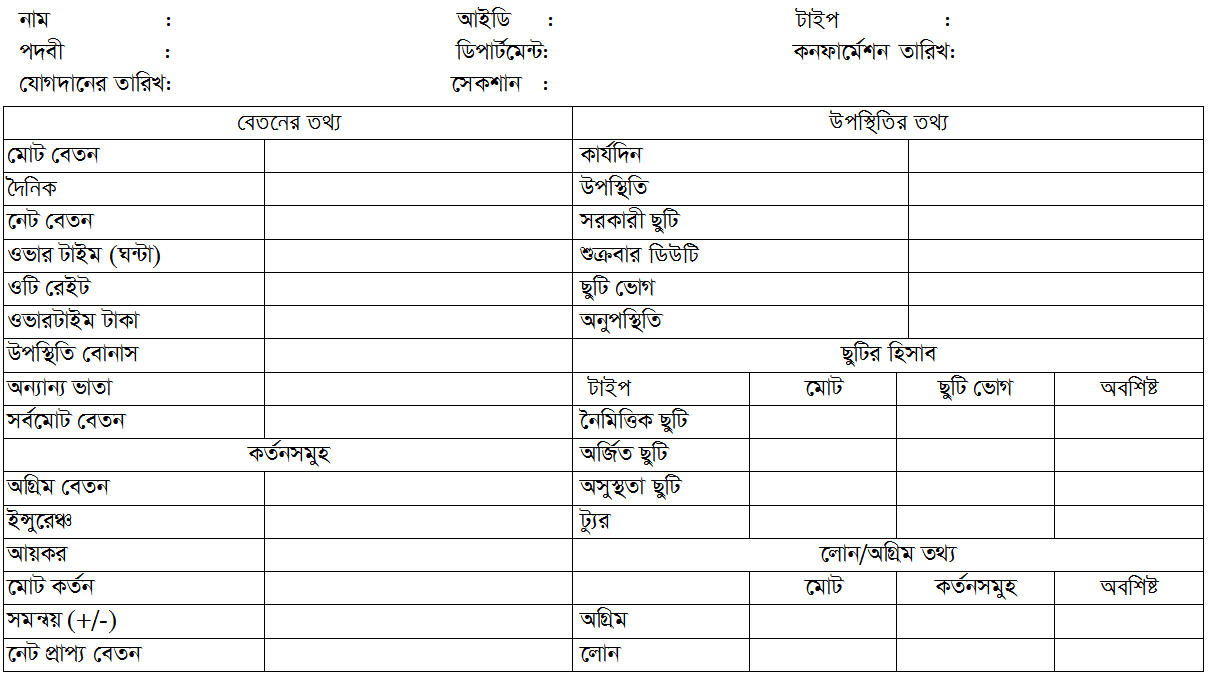 নাম : আইডি : টাইপ :
পদবী : ডিপার্টমেন্ট: কনফার্মেশন তারিখ:
যোগদানের তারিখ: সেকশান :
বেতনের তথ্য উপস্থিতির তথ্য
মোট বেতন কার্যদিন
দৈনিক উপস্থিতি
নেট বেতন সরকারী ছুটি
ওভার টাইম (ঘন্টা) শুক্রবার ডিউটি
ওটি রেইট ছুটি ভোগ
ওভারটাইম টাকা অনুপস্থিতি
উপস্থিতি বোনাস ছুটির হিসাব
অন্যান্য ভাতা টাইপ মোট ছুটি ভোগ অবশিষ্ট
সর্বমোট বেতন নৈমিত্তিক ছুটি
কর্তনসমুহ অর্জিত ছুটি
অগ্রিম বেতন অসুস্থতা ছুটি
ইন্সুরেঞ্চ ট্যুর
আয়কর লোন/অগ্রিম তথ্য
মোট কর্তন মোট কর্তনসমুহ অবশিষ্ট
সমন্বয় (+/-) অগ্রিম
নেট প্রাপ্য বেতন লোন